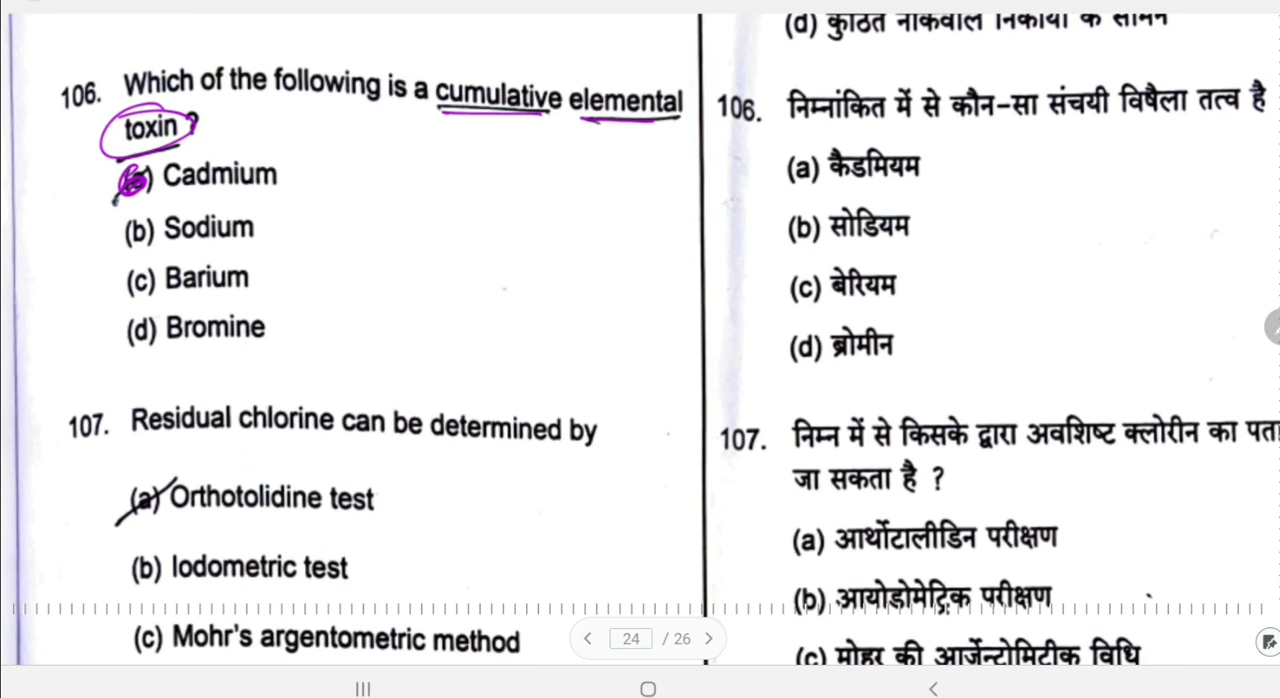 106. Which of the following is a cumulative elemental
toxin ?
Cadmium
(b) Sodium
(c) Barium
(d) Bromine
107. Residual chlorine can be determined by
(a) Orthotolidine test
(b) Iodometric test
(c) Mohr's argentometric method
(d) कुंठित नाकवाले निकायों के सामने
106. निम्नांकित में से कौन-सा संचयी विषैला तत्व है
(a) कैडमियम
(b) सोडियम
(c) बेरियम
(d) ब्रोमीन
107. निम्न में से किसके द्वारा अवशिष्ट क्लोरीन का पता
जा सकता है ?
(a) आर्थोटालीडिन परीक्षण
(b) आयोडोमेट्रिक परीक्षण
(c) मोहर की आर्जेन्टोमिटीक विधि
24 / 26